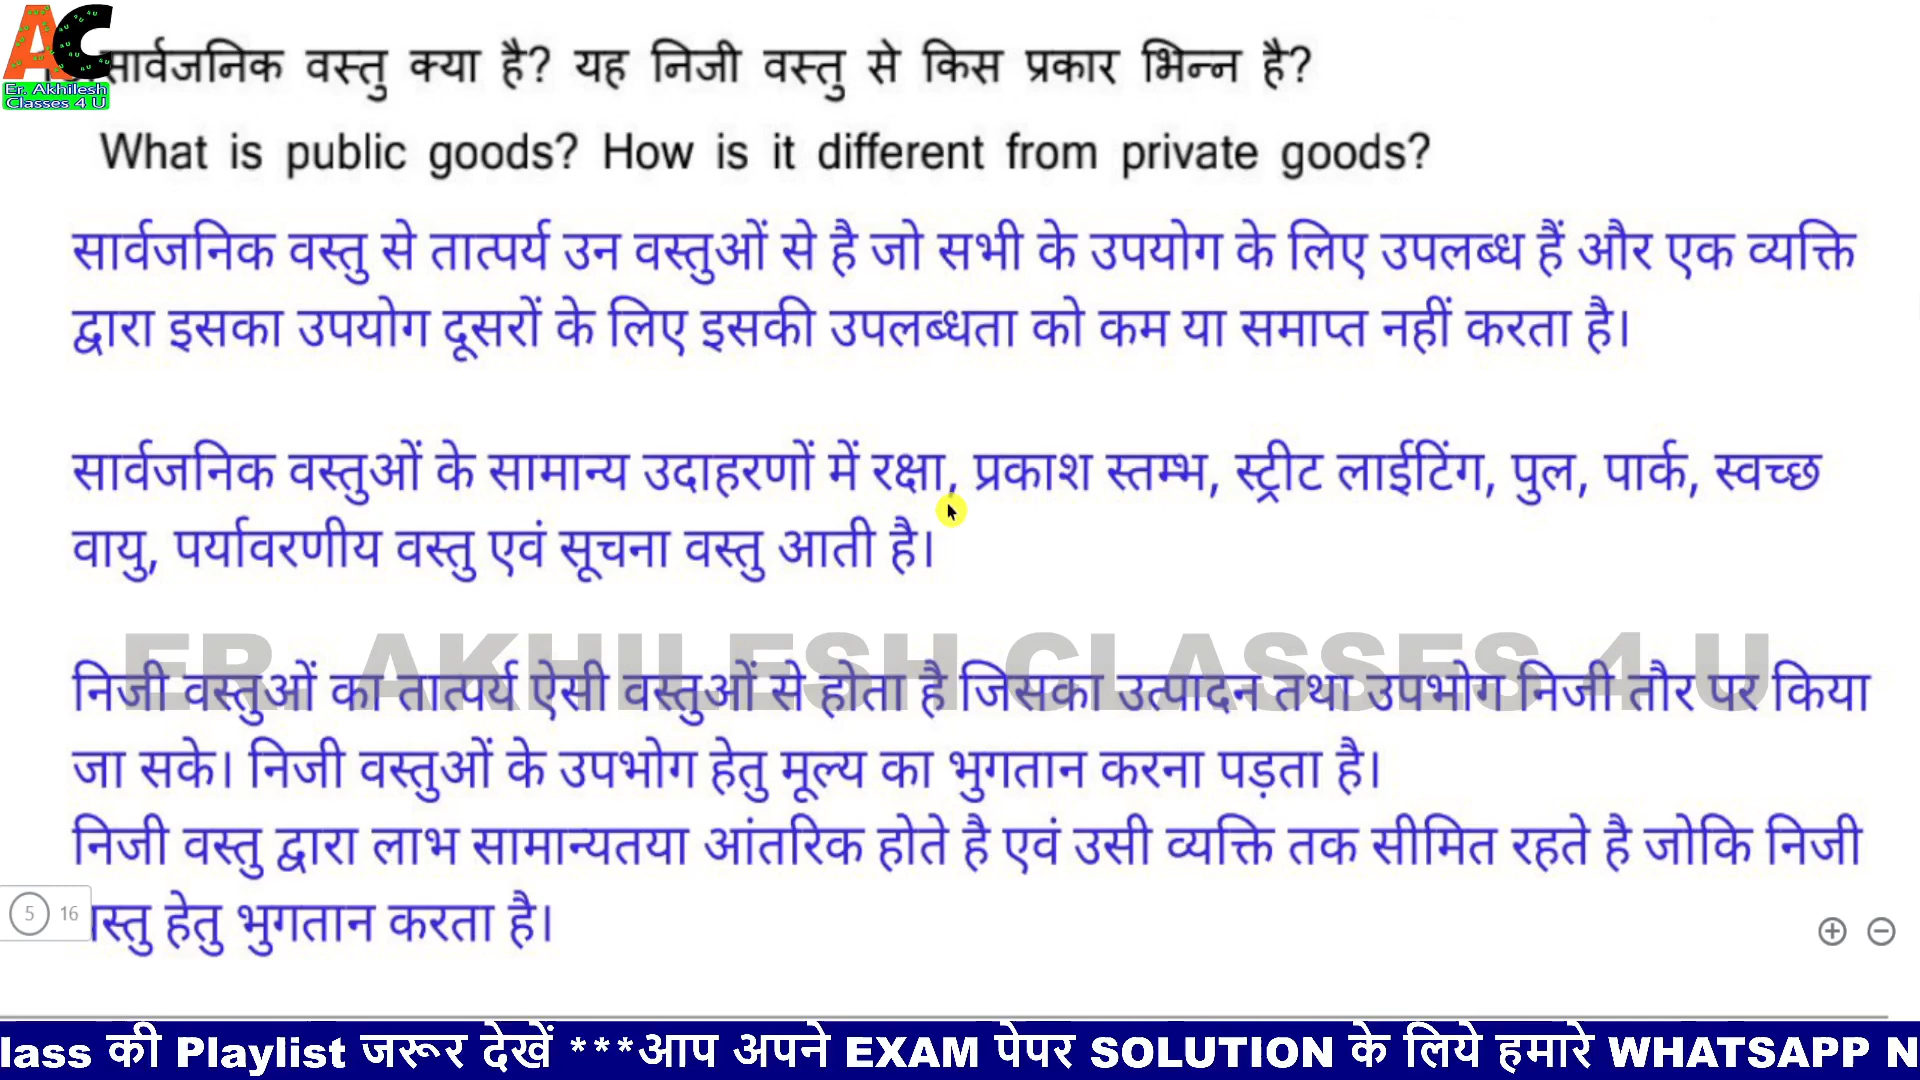 AC
Er. Akhilesh
Classes 4 U
सार्वजनिक वस्तु क्या है? यह निजी वस्तु से किस प्रकार भिन्न है?
What is public goods? How is it different from private goods?
सार्वजनिक वस्तु से तात्पर्य उन वस्तुओं से है जो सभी के उपयोग के लिए उपलब्ध हैं और एक व्यक्ति
द्वारा इसका उपयोग दूसरों के लिए इसकी उपलब्धता को कम या समाप्त नहीं करता है।
सार्वजनिक वस्तुओं के सामान्य उदाहरणों में रक्षा, प्रकाश स्तम्भ, स्ट्रीट लाईटिंग, पुल, पार्क, स्वच्छ
वायु, पर्यावरणीय वस्तु एवं सूचना वस्तु आती है।
ER. AKHILESH CLASSES 4 U
निजी वस्तुओं का तात्पर्य ऐसी वस्तुओं से होता है जिसका उत्पादन तथा उपभोग निजी तौर पर किया
जा सके। निजी वस्तुओं के उपभोग हेतु मूल्य का भुगतान करना पड़ता है।
निजी वस्तु द्वारा लाभ सामान्यतया आंतरिक होते है एवं उसी व्यक्ति तक सीमित रहते है जोकि निजी
5 16 स्तु हेतु भुगतान करता है।
lass की Playlist जरूर देखें ***आप अपने EXAM पेपर SOLUTION के लिये हमारे WHATSAPP N